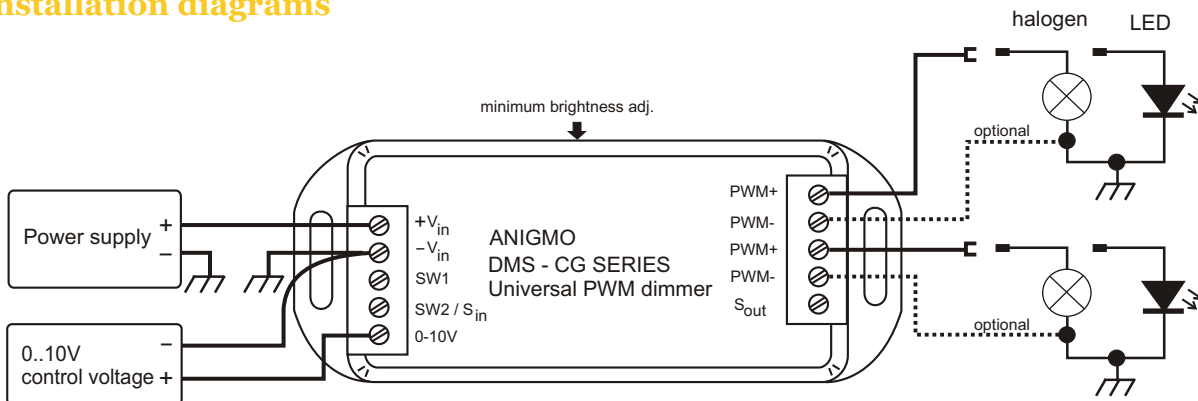 nstallation diagrams
halogen
LED
minimum brightness adj.
optional
Power supply
+
−
+Vin
−Vin
SW1
SW2 / Sin
0-10V
ANIGMO
DMS - CG SERIES
Universal PWM dimmer
PWM+
PWM-
PWM+
PWM-
Sout
optional
0..10V
control voltage
−
+